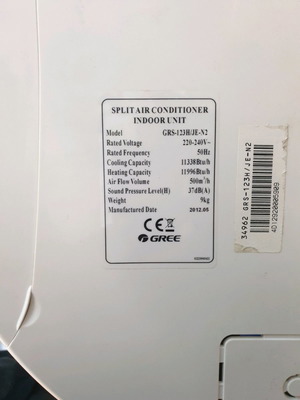 SPLIT AIR CONDITIONER
INDOOR UNIT
Model GRS-123H/JE-N2
Rated Voltage 220-240V~
Rated Frequency 50Hz
Cooling Capacity 11338Btu/h
Heating Capacity 11996Btu/h
Air Flow Volume 500m³/h
Sound Pressure Level(H) 37dB(A)
Weight 9kg
Manufactured Date 2012.05
CE
GREE
34962 GRS-123H/JE-N2
4D12920005909